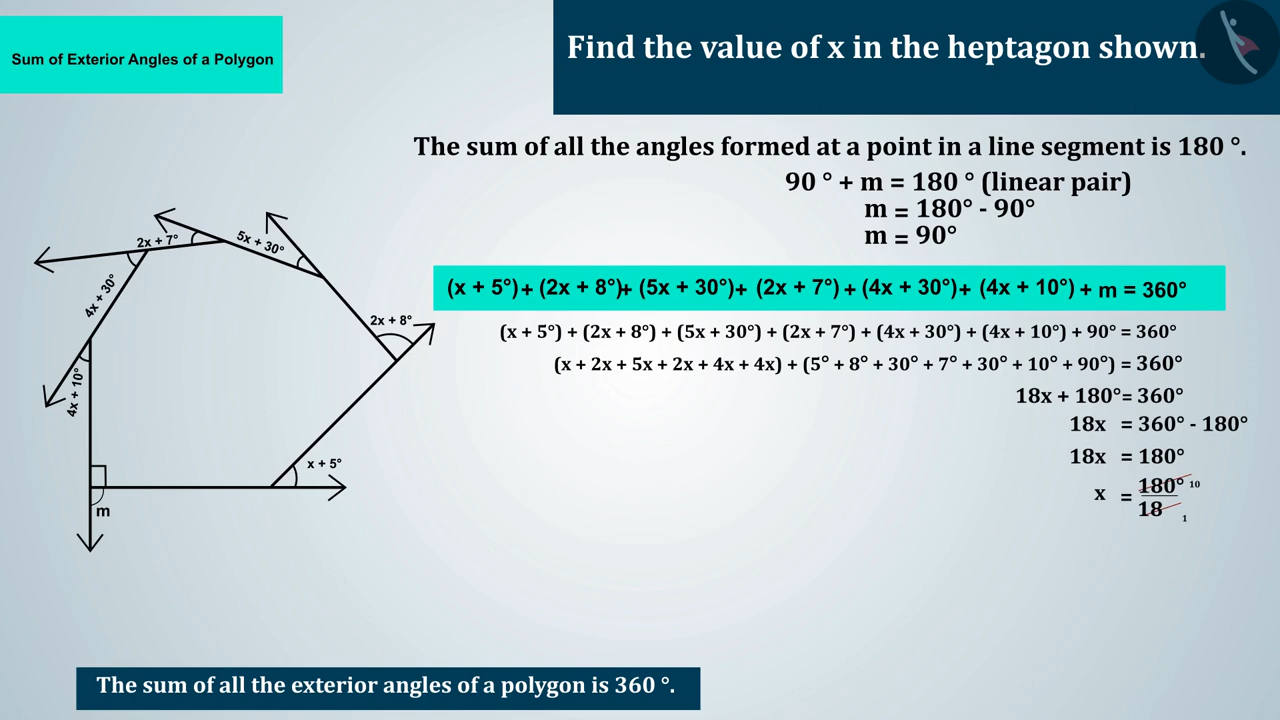 Sum of Exterior Angles of a Polygon
Find the value of x in the heptagon shown.
The sum of all the angles formed at a point in a line segment is 180 °.
90 ° + m = 180 ° (linear pair)
m = 180° - 90°
m = 90°
(x + 5°) + (2x + 8°)+ (5x + 30°)+ (2x + 7°) + (4x + 30°)+ (4x + 10°) + m = 360°
(x + 5°) + (2x + 8°) + (5x + 30°) + (2x + 7°) + (4x + 30°) + (4x + 10°) + 90° = 360°
(x + 2x + 5x + 2x + 4x + 4x) + (5° + 8° + 30° + 7° + 30° + 10° + 90°) = 360°
18x + 180°= 360°
18x = 360° - 180°
18x = 180°
x = 180° 10
18 1
2x + 7°
5x + 30°
4x + 30°
2x + 8°
4x + 10°
x + 5°
m
The sum of all the exterior angles of a polygon is 360 °.